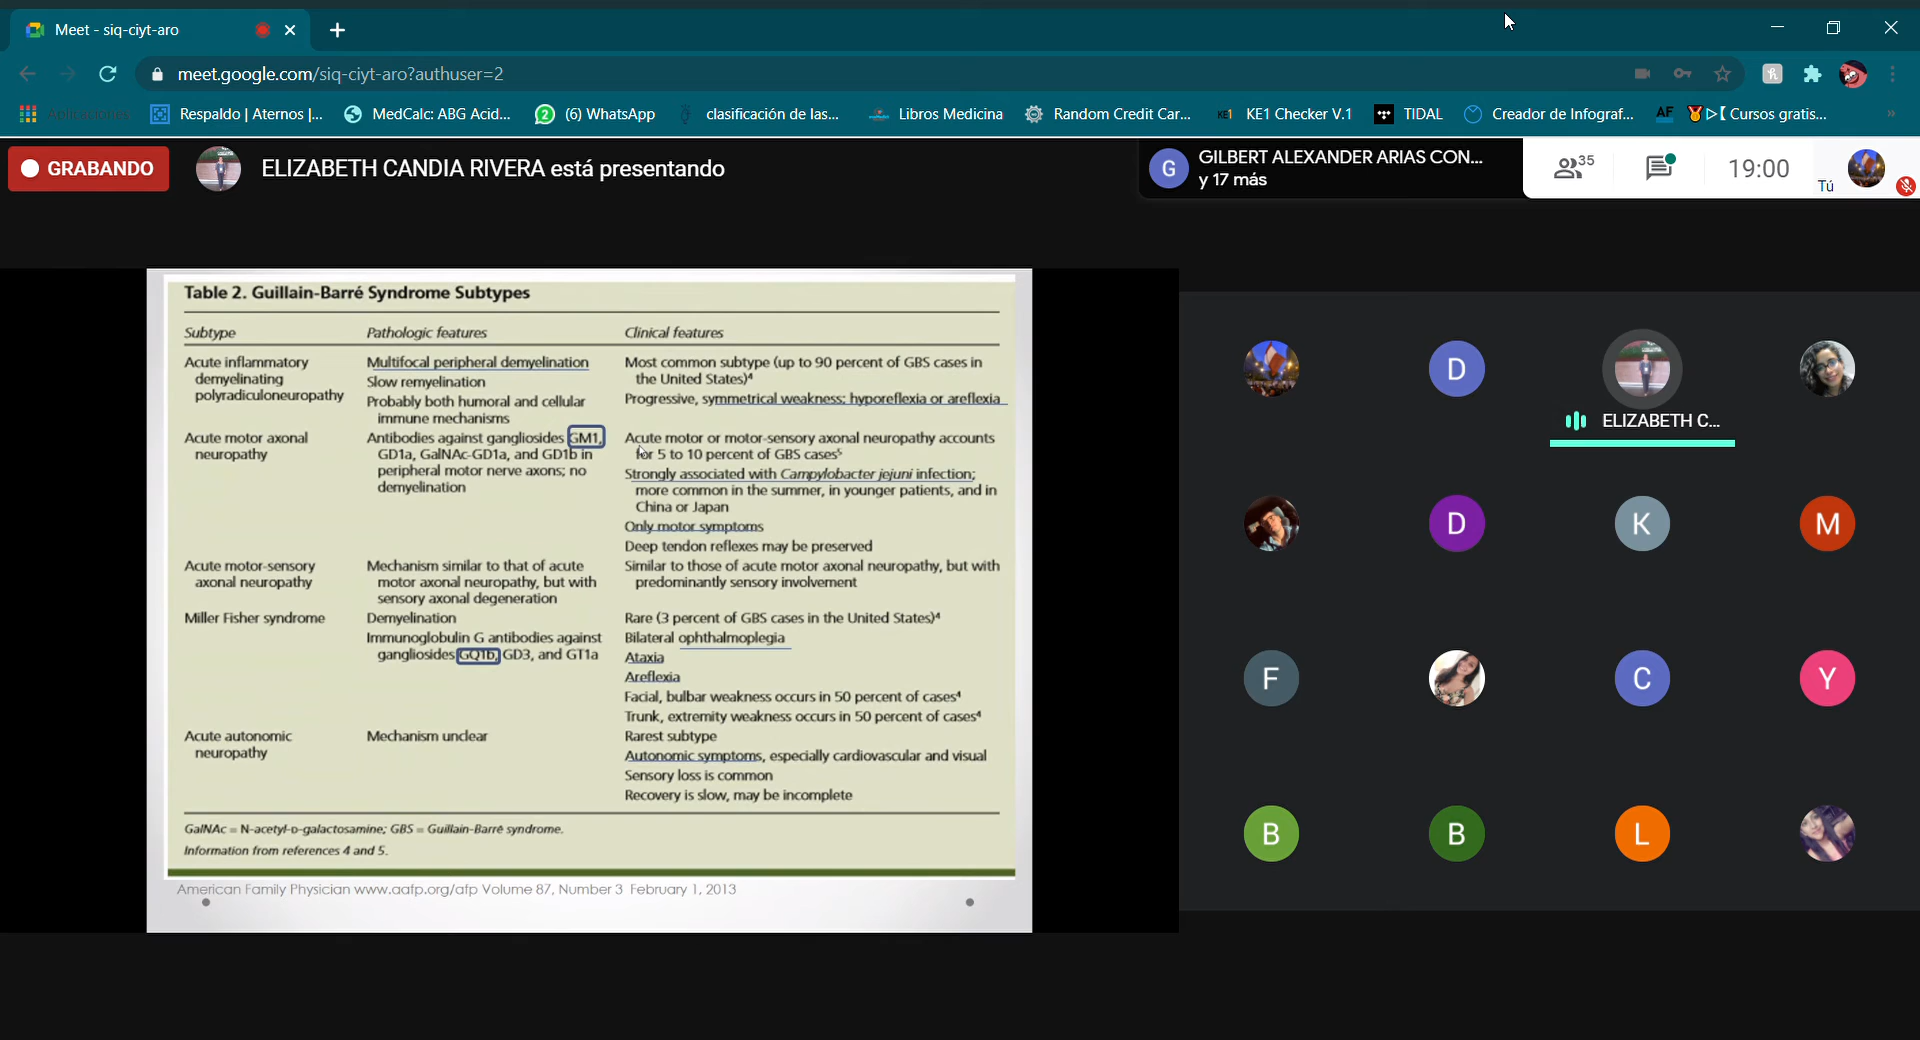 Meet - siq-ciyt-aro
meet.google.com/siq-ciyt-aro?authuser=2
Aplicaciones
Respaldo | Aternos |...
MedCalc: ABG Acid...
2
(6) WhatsApp
clasificación de las...
Libros Medicina
Random Credit Car...
KE1
KE1 Checker V.1
TIDAL
Creador de Infograf...
AF
Cursos gratis...
»
GRABANDO
ELIZABETH CANDIA RIVERA está presentando
G
GILBERT ALEXANDER ARIAS CON...
y 17 más
35
19:00
Tú
Table 2. Guillain-Barré Syndrome Subtypes
Subtype
Pathologic features
Clinical features
Acute inflammatory
demyelinating
polyradiculoneuropathy
Multifocal peripheral demyelination
Slow remyelination
Probably both humoral and cellular
immune mechanisms
Most common subtype (up to 90 percent of GBS cases in
the United States)⁴
Progressive, symmetrical weakness; hyporeflexia or areflexia
Acute motor axonal
neuropathy
Antibodies against gangliosides GM1,
GD1a, GalNAc-GD1a, and GD1b in
peripheral motor nerve axons; no
demyelination
Acute motor or motor-sensory axonal neuropathy accounts
for 5 to 10 percent of GBS cases⁵
Strongly associated with Campylobacter jejuni infection;
more common in the summer, in younger patients, and in
China or Japan
Only motor symptoms
Deep tendon reflexes may be preserved
Acute motor-sensory
axonal neuropathy
Mechanism similar to that of acute
motor axonal neuropathy, but with
sensory axonal degeneration
Similar to those of acute motor axonal neuropathy, but with
predominantly sensory involvement
Miller Fisher syndrome
Demyelination
Immunoglobulin G antibodies against
gangliosides GQ1b, GD3, and GT1a
Rare (3 percent of GBS cases in the United States)⁴
Bilateral ophthalmoplegia
Ataxia
Areflexia
Facial, bulbar weakness occurs in 50 percent of cases⁴
Trunk, extremity weakness occurs in 50 percent of cases⁴
Acute autonomic
neuropathy
Mechanism unclear
Rarest subtype
Autonomic symptoms, especially cardiovascular and visual
Sensory loss is common
Recovery is slow, may be incomplete
GalNAc = N-acetyl-D-galactosamine; GBS = Guillain-Barré syndrome.
Information from references 4 and 5.
American Family Physician www.aafp.org/afp Volume 87, Number 3 February 1, 2013
D
ELIZABETH C...
D
K
M
F
C
Y
B
B
L